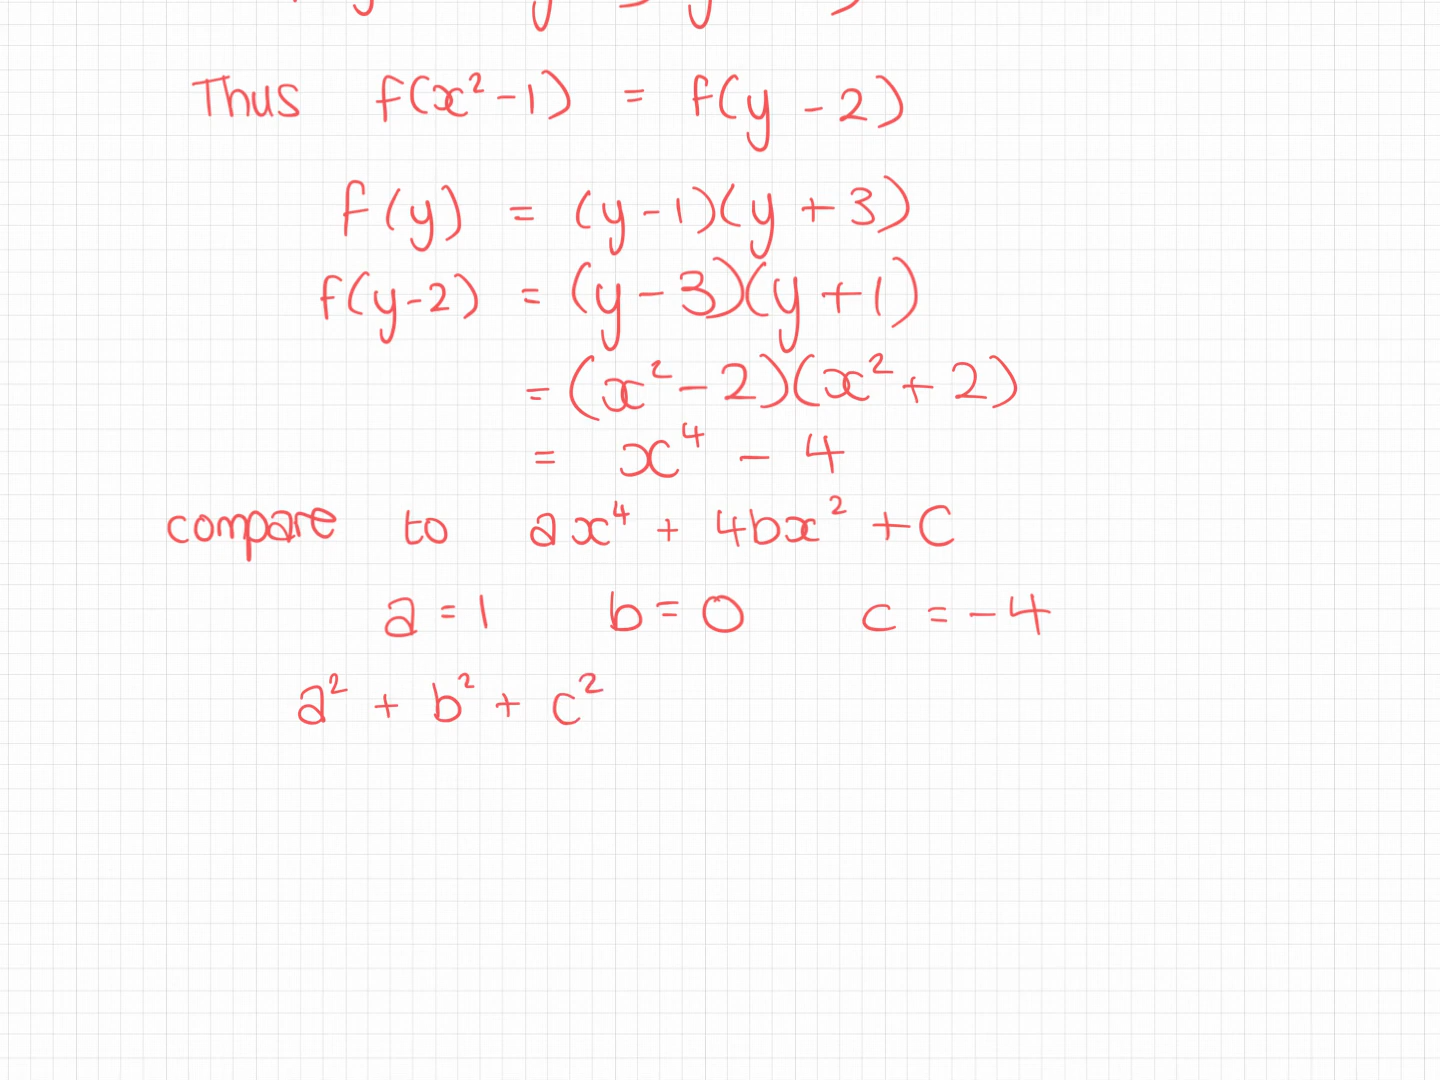 Thus f(x²-1) = f(y-2)
f(y) = (y-1)(y+3)
f(y-2) = (y-3)(y+1)
= (x²-2)(x²+2)
= x⁴ - 4
compare to ax⁴ + 4bx² + C
a=1 b=0 c=-4
a² + b² + c²